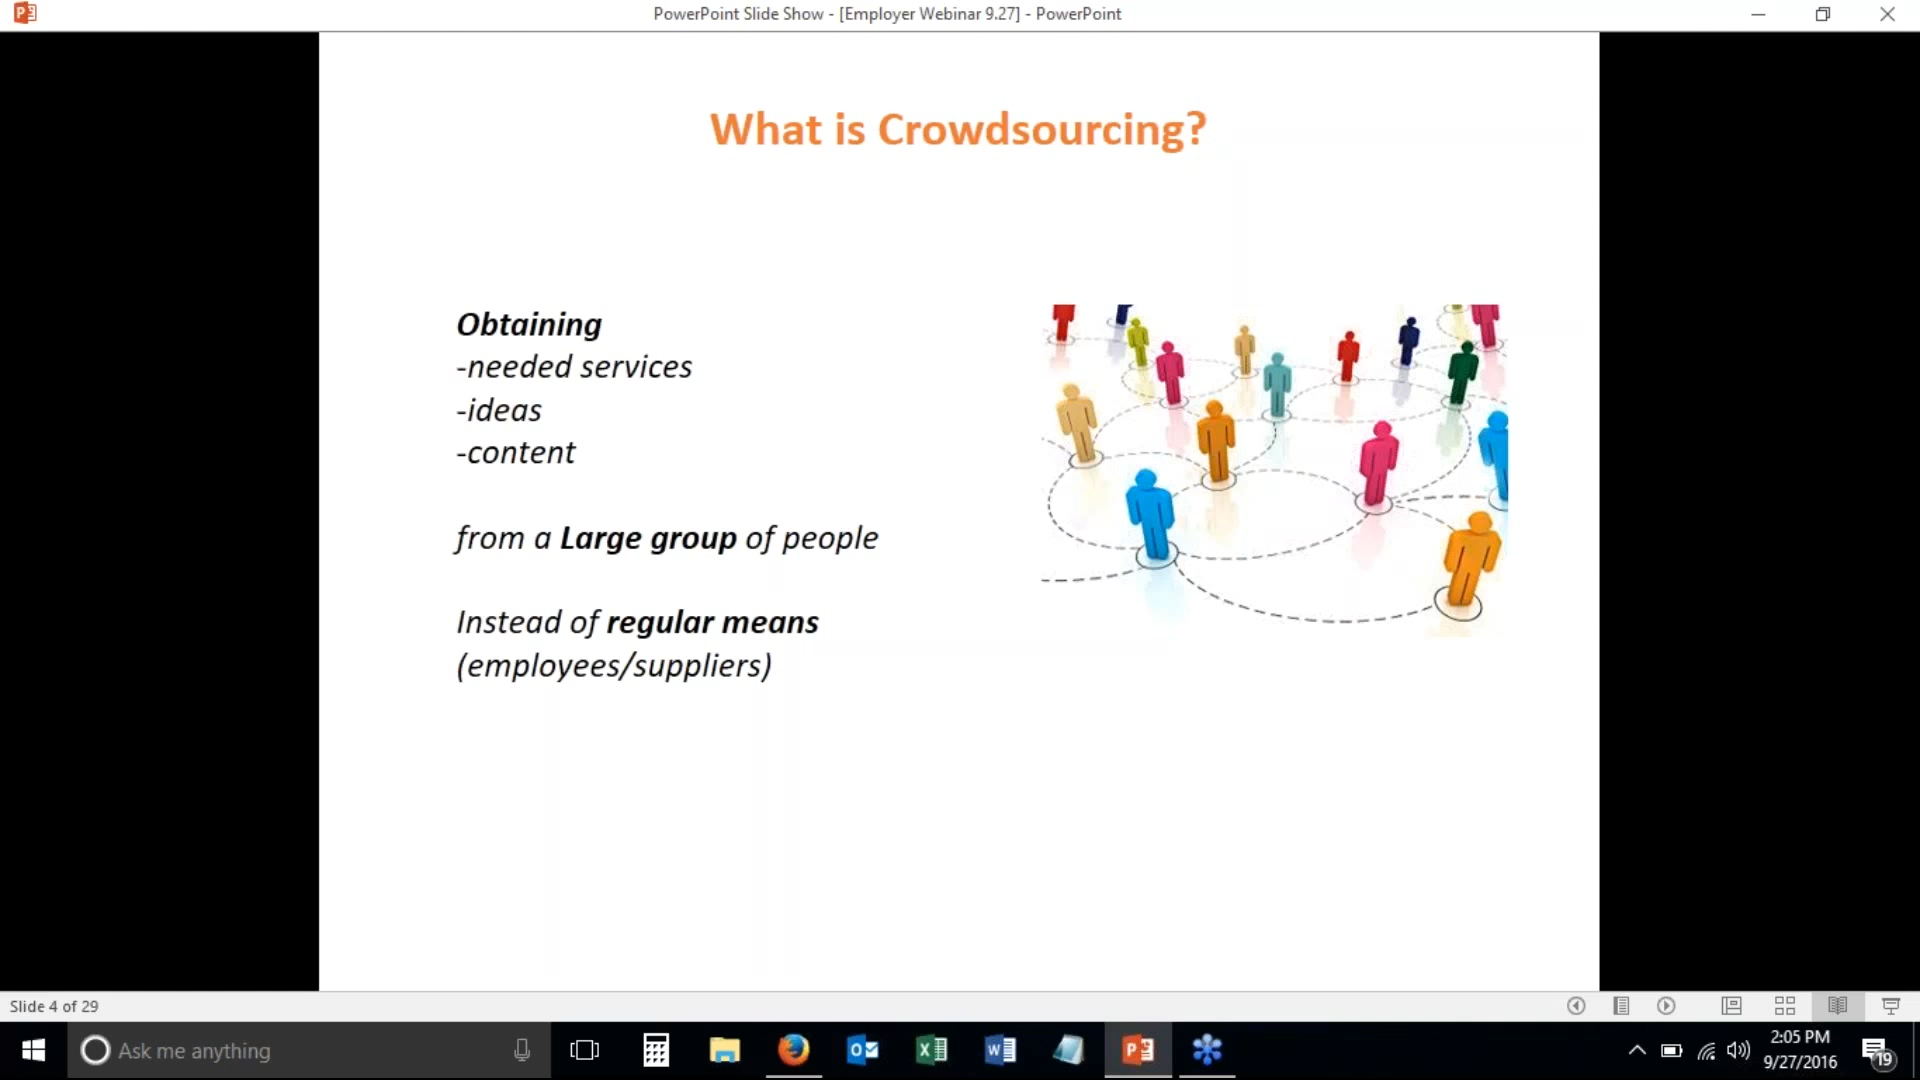 PowerPoint Slide Show - [Employer Webinar 9.27] - PowerPoint
What is Crowdsourcing?
Obtaining
-needed services
-ideas
-content
from a Large group of people
Instead of regular means
(employees/suppliers)
Slide 4 of 29
Ask me anything
2:05 PM
9/27/2016
19